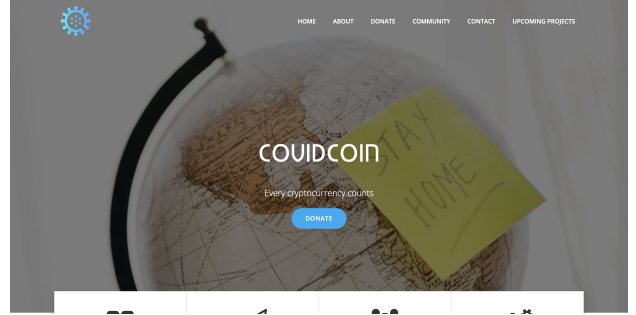 HOME ABOUT DONATE COMMUNITY CONTACT UPCOMING PROJECTS
STAY
HOME
COVIDCOIN
Every cryptocurrency counts
DONATE